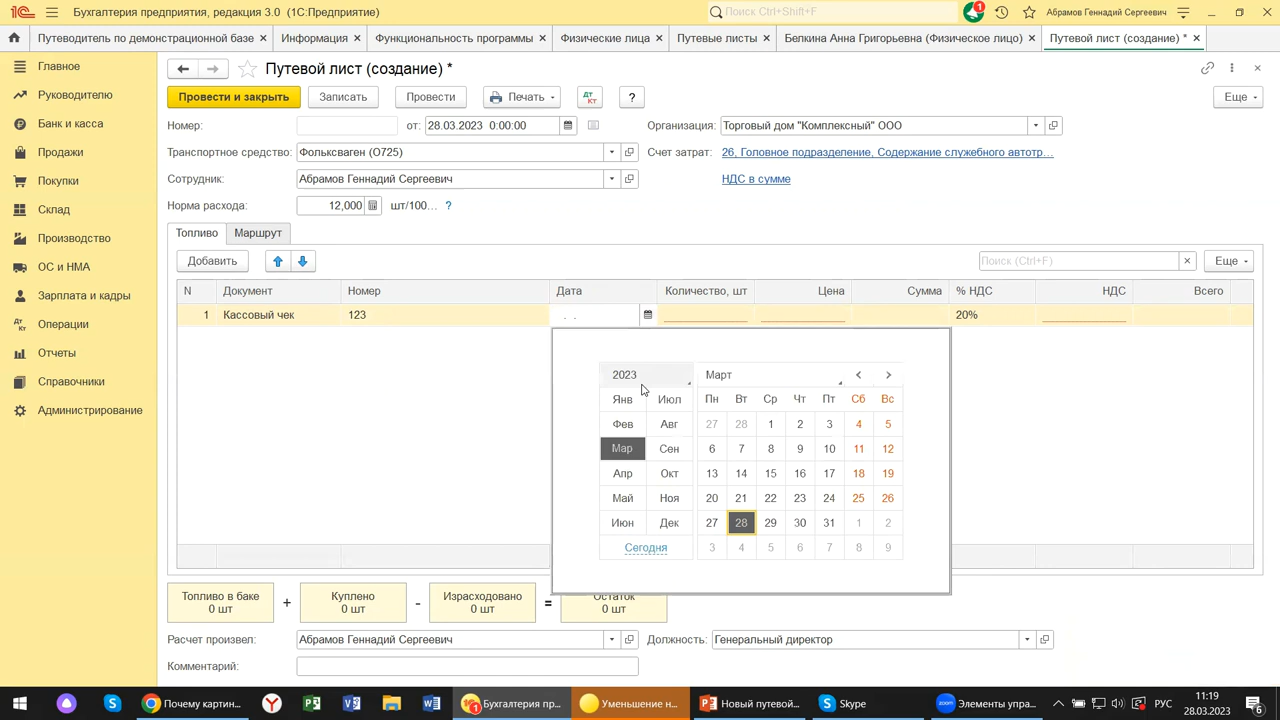 Бухгалтерия предприятия, редакция 3.0 (1С:Предприятие)
Поиск Ctrl+Shift+F
1
Абрамов Геннадий Сергеевич
Путеводитель по демонстрационной базе
Информация
Функциональность программы
Физические лица
Путевые листы
Белкина Анна Григорьевна (Физическое лицо)
Путевой лист (создание) *
Главное
Руководителю
Банк и касса
Продажи
Покупки
Склад
Производство
ОС и НМА
Зарплата и кадры
Операции
Отчеты
Справочники
Администрирование
Путевой лист (создание) *
Провести и закрыть
Записать
Провести
Печать
Дт Кт
?
Еще
Номер:
от: 28.03.2023 0:00:00
Организация: Торговый дом "Комплексный" ООО
Транспортное средство: Фольксваген (О725)
Счет затрат: 26, Головное подразделение, Содержание служебного автотр...
Сотрудник: Абрамов Геннадий Сергеевич
НДС в сумме
Норма расхода: 12,000 шт/100... ?
Топливо
Маршрут
Добавить
Поиск (Ctrl+F)
Еще
N Документ Номер Дата Количество, шт Цена Сумма % НДС НДС Всего
1 Кассовый чек 123 . . 20%
2023 Март
Янв Июл Пн Вт Ср Чт Пт Сб Вс
Фев Авг 27 28 1 2 3 4 5
Мар Сен 6 7 8 9 10 11 12
Апр Окт 13 14 15 16 17 18 19
Май Ноя 20 21 22 23 24 25 26
Июн Дек 27 28 29 30 31 1 2
Сегодня 3 4 5 6 7 8 9
Топливо в баке
0 шт
+
Куплено
0 шт
-
Израсходовано
0 шт
=
Остаток
0 шт
Расчет произвел: Абрамов Геннадий Сергеевич
Должность: Генеральный директор
Комментарий:
Почему картин...
Бухгалтерия пр...
Уменьшение н...
Новый путевой...
Skype
Элементы упра...
РУС
11:19
28.03.2023
6